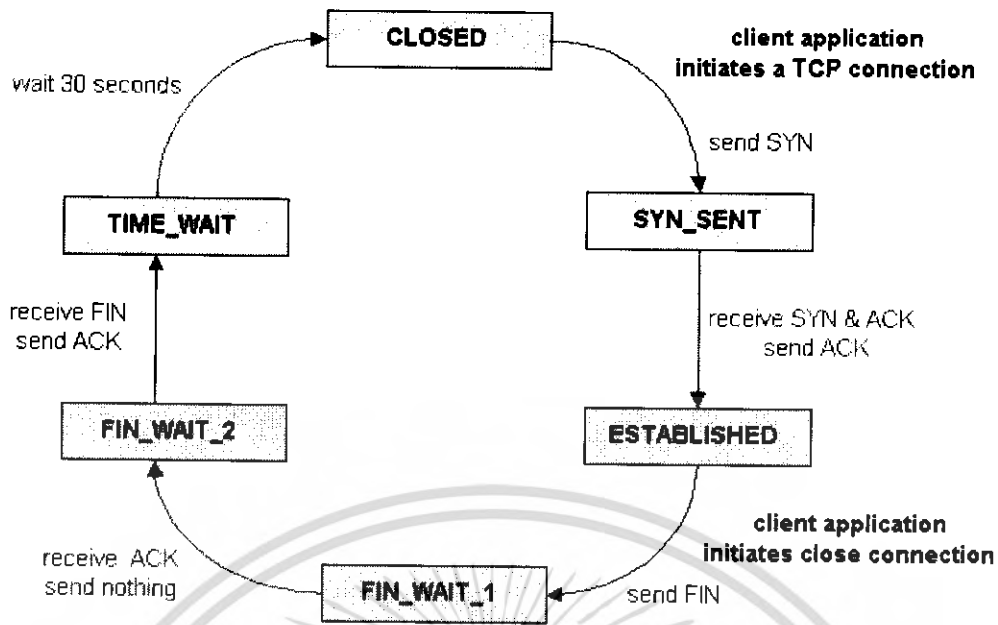 CLOSED
client application
initiates a TCP connection
wait 30 seconds
send SYN
TIME_WAIT
SYN_SENT
receive FIN
send ACK
receive SYN & ACK
send ACK
FIN_WAIT_2
ESTABLISHED
client application
initiates close connection
receive ACK
send nothing
FIN_WAIT_1
send FIN